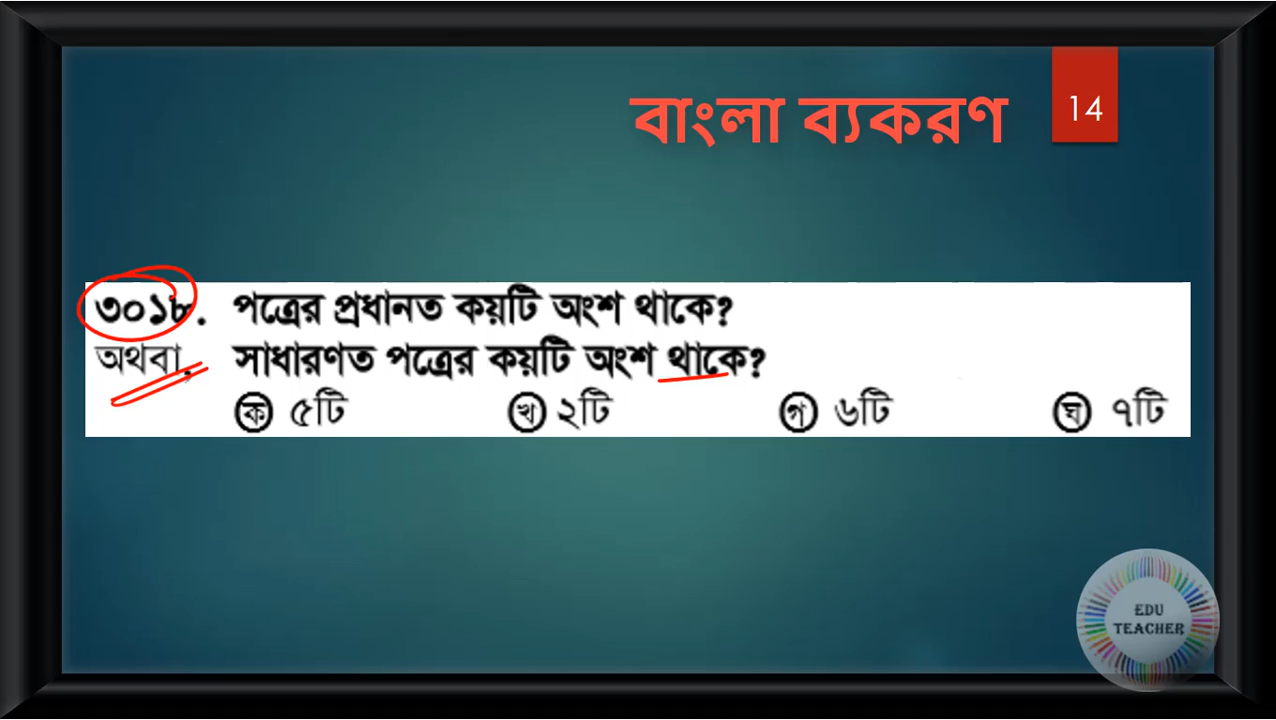 বাংলা ব্যকরণ
14
৩০১৮. পত্রের প্রধানত কয়টি অংশ থাকে?
অথবা, সাধারণত পত্রের কয়টি অংশ থাকে?
ক ৫টি খ ২টি গ ৬টি ঘ ৭টি
EDU
TEACHER